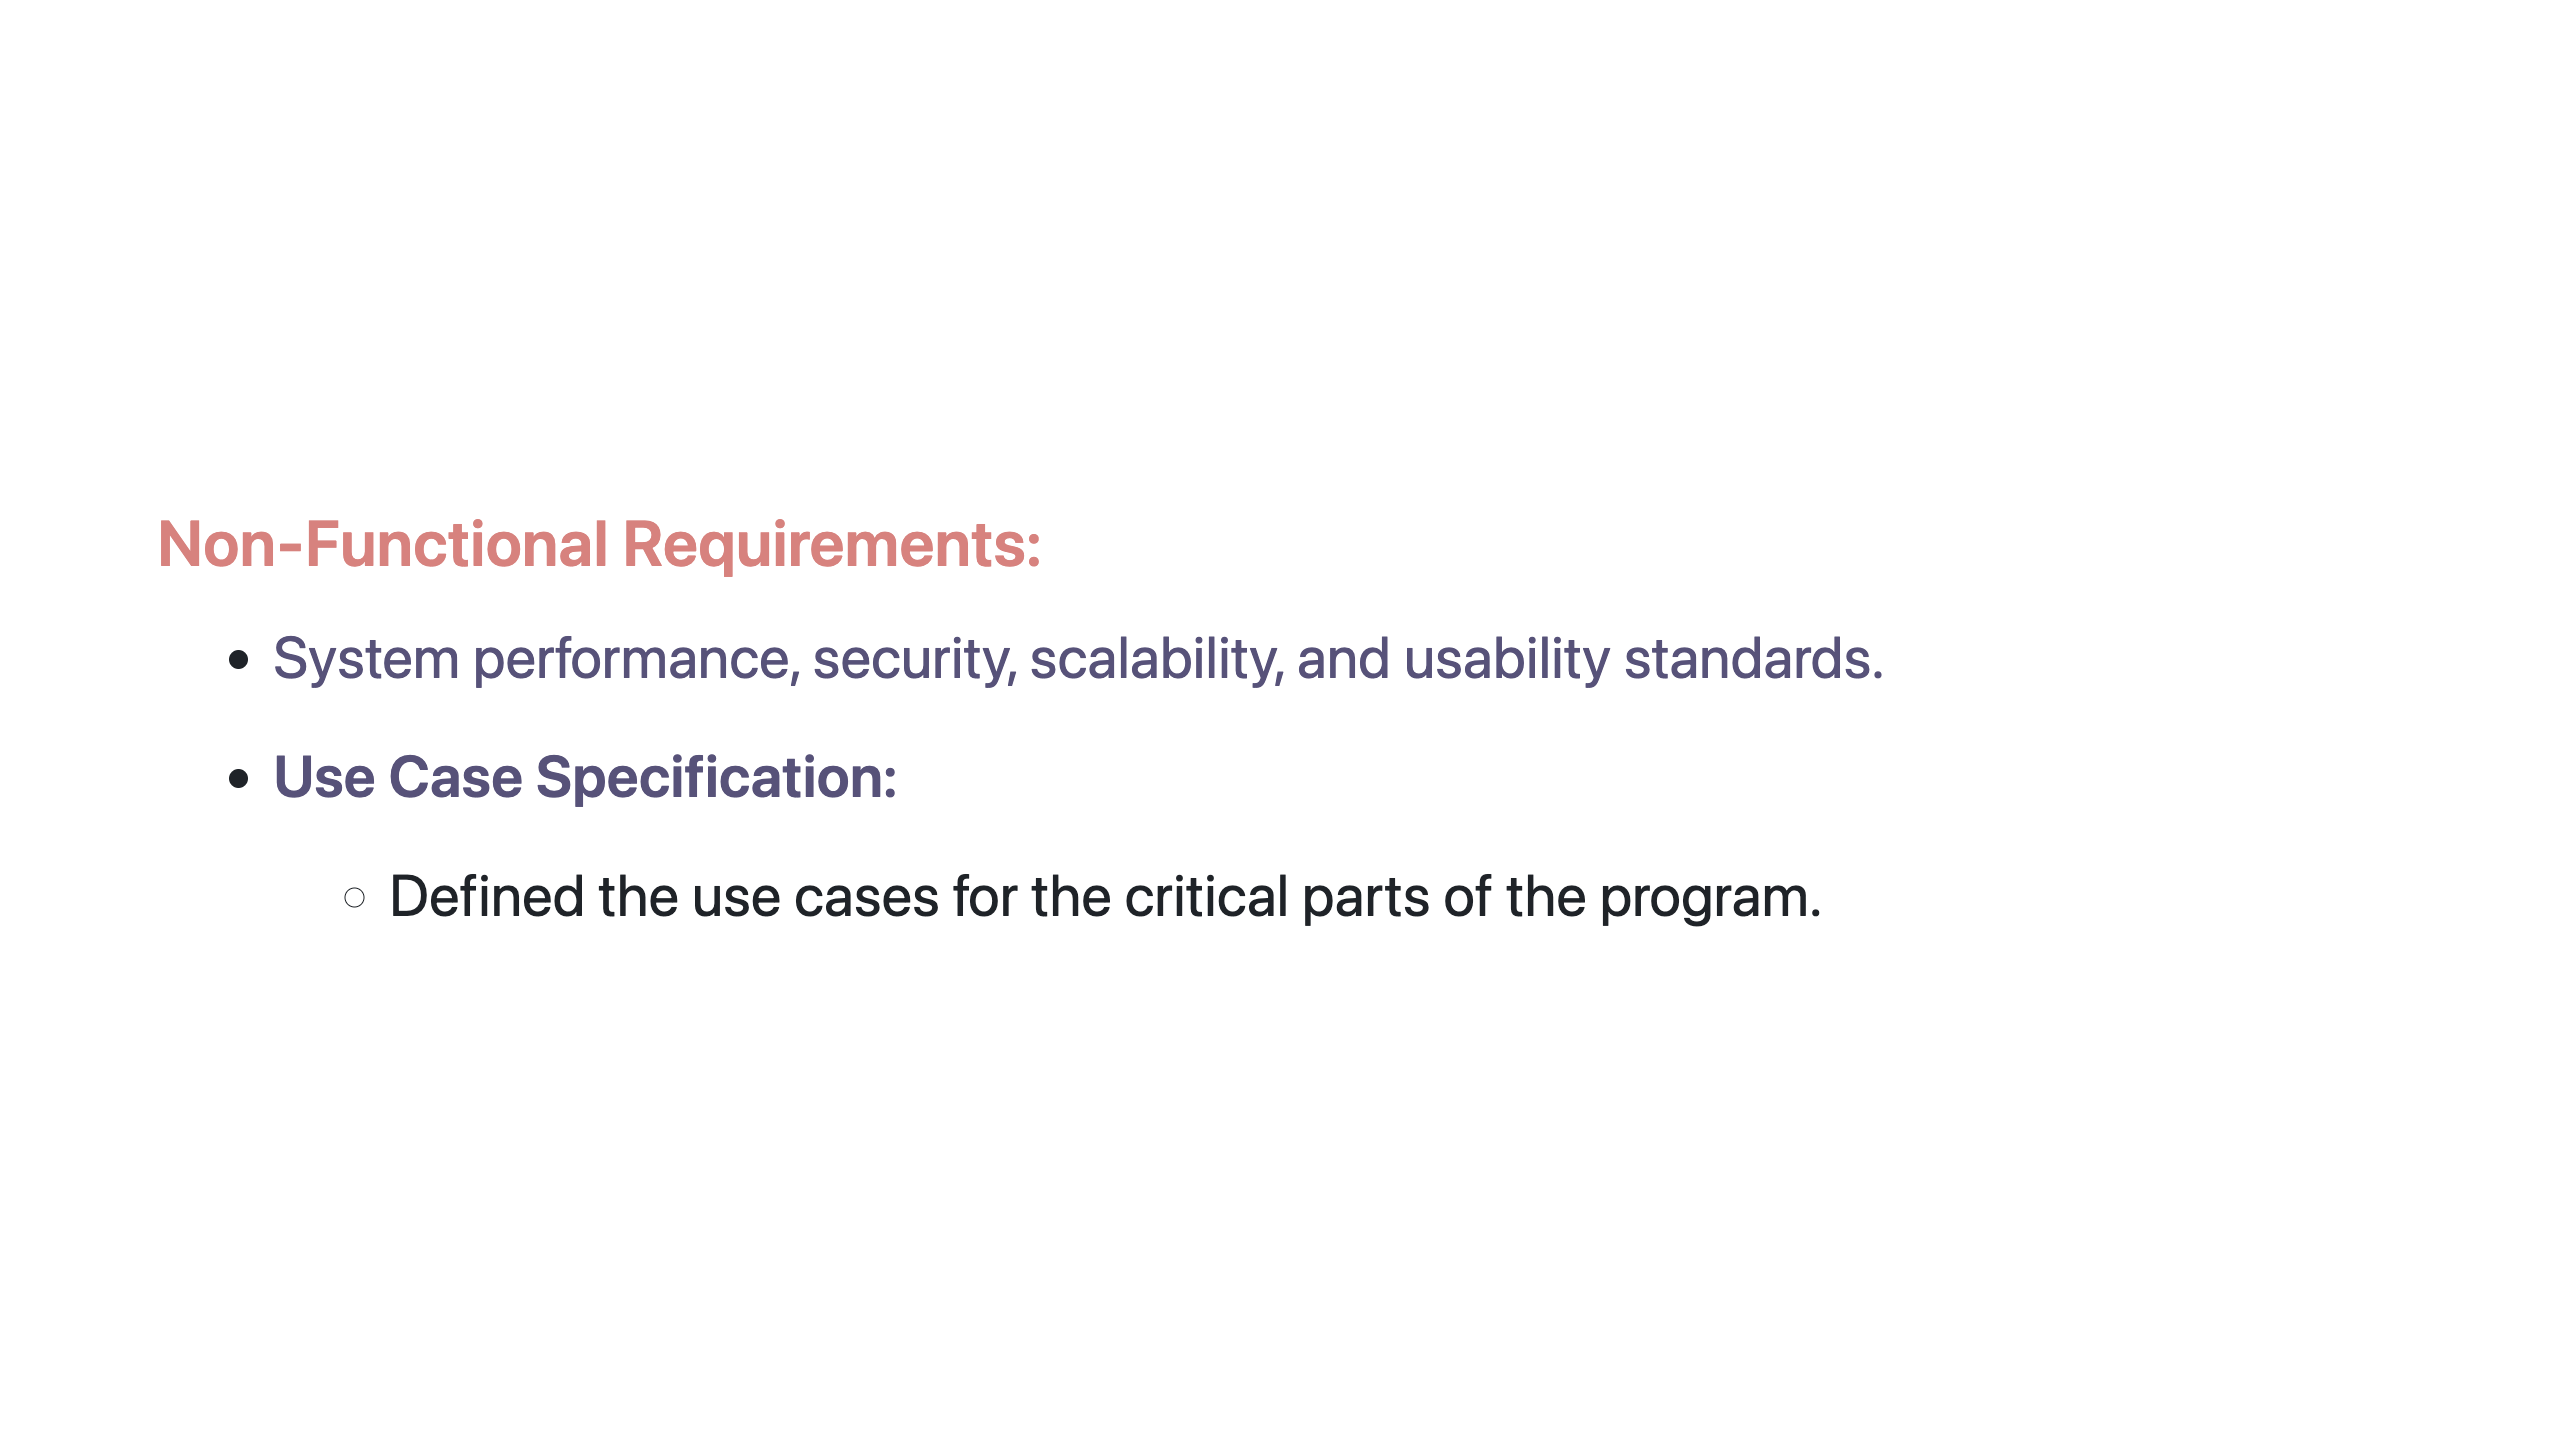 Non-Functional Requirements:
System performance, security, scalability, and usability standards.
Use Case Specification:
Defined the use cases for the critical parts of the program.